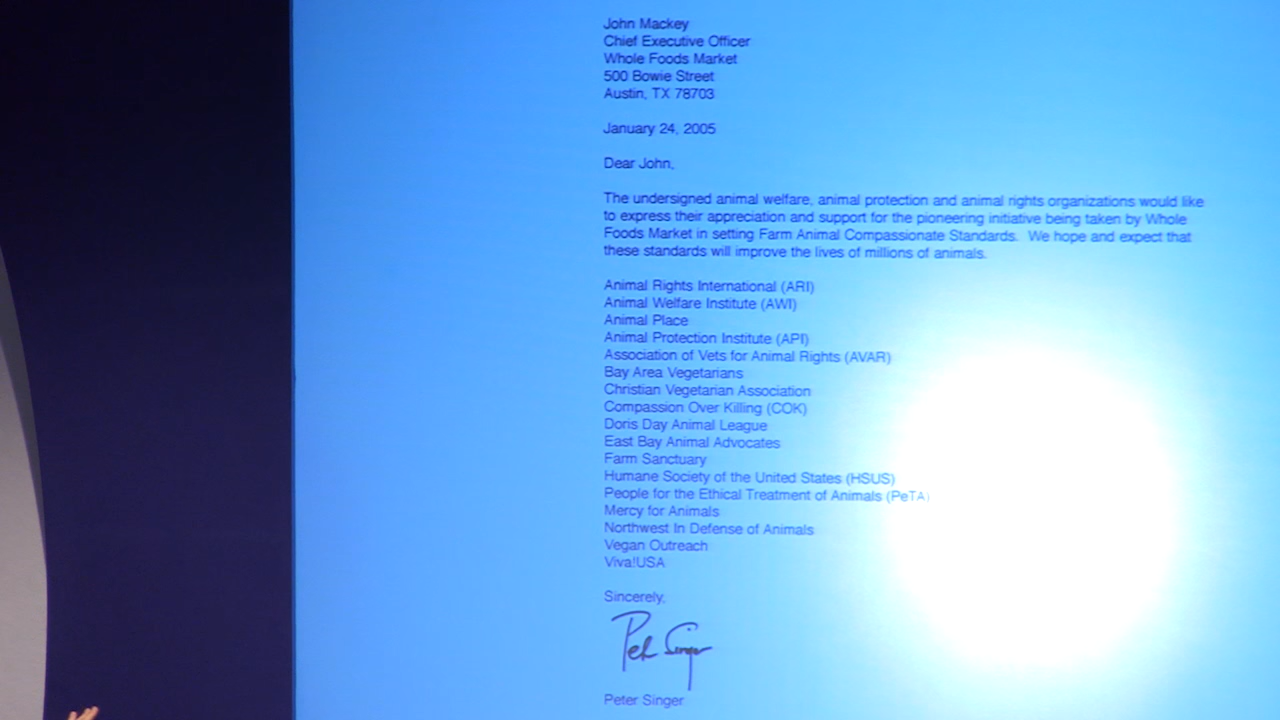 John Mackey
Chief Executive Officer
Whole Foods Market
500 Bowie Street
Austin, TX 78703
January 24, 2005
Dear John,
The undersigned animal welfare, animal protection and animal rights organizations would like
to express their appreciation and support for the pioneering initiative being taken by Whole
Foods Market in setting Farm Animal Compassionate Standards.  We hope and expect that
these standards will improve the lives of millions of animals.
Animal Rights International (ARI)
Animal Welfare Institute (AWI)
Animal Place
Animal Protection Institute (API)
Association of Vets for Animal Rights (AVAR)
Bay Area Vegetarians
Christian Vegetarian Association
Compassion Over Killing (COK)
Doris Day Animal League
East Bay Animal Advocates
Farm Sanctuary
Humane Society of the United States (HSUS)
People for the Ethical Treatment of Animals (PeTA)
Mercy for Animals
Northwest In Defense of Animals
Vegan Outreach
Viva!USA
Sincerely,
Peter Singer
Peter Singer